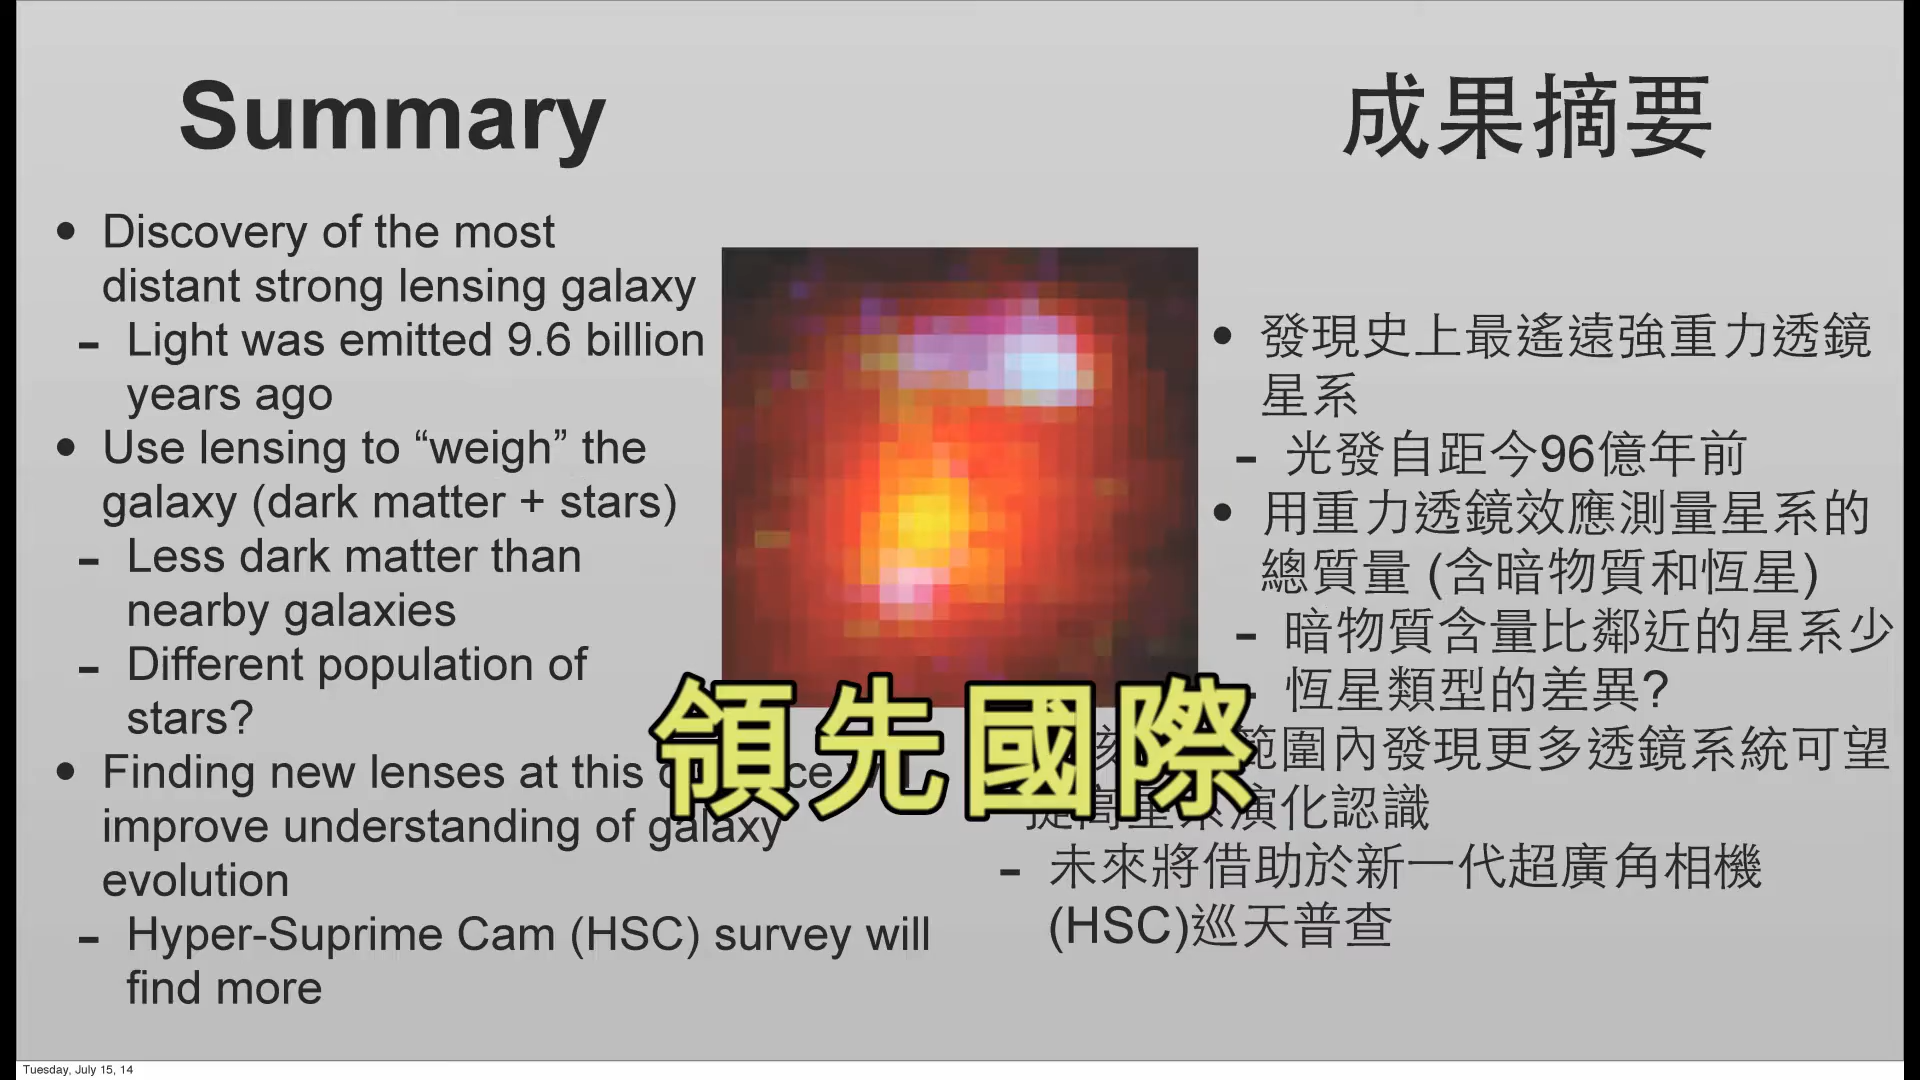 Summary
成果摘要
• Discovery of the most
distant strong lensing galaxy
- Light was emitted 9.6 billion
years ago
• Use lensing to “weigh” the
galaxy (dark matter + stars)
- Less dark matter than
nearby galaxies
- Different population of
stars?
• Finding new lenses at this
improve understanding of galaxy
evolution
- Hyper-Suprime Cam (HSC) survey will
find more
• 發現史上最遙遠強重力透鏡
星系
- 光發自距今96億年前
• 用重力透鏡效應測量星系的
總質量 (含暗物質和恆星)
- 暗物質含量比鄰近的星系少
- 恆星類型的差異?
範圍內發現更多透鏡系統可望
演化認識
- 未來將借助於新一代超廣角相機
(HSC)巡天普查
領先國際
Tuesday, July 15, 14